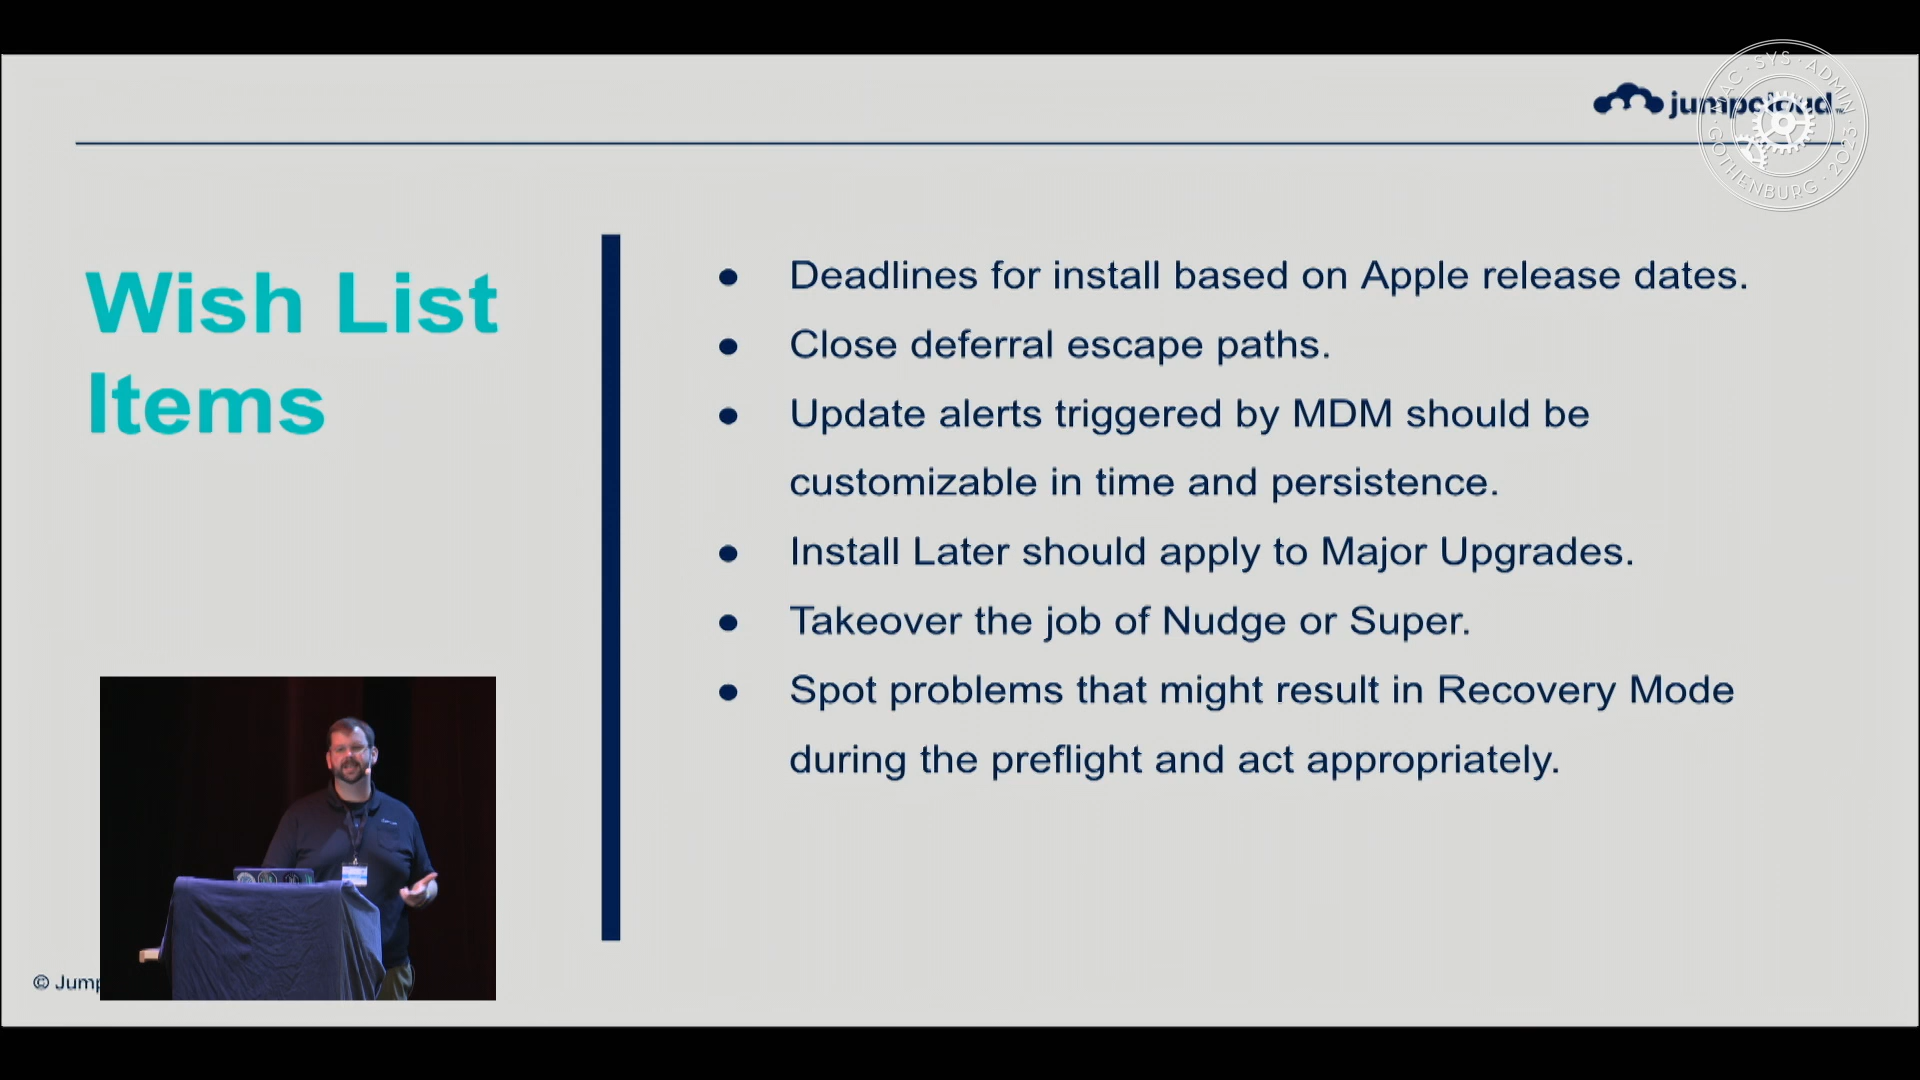 jumpcloud
MAC · SYS · ADMIN
GOTHENBURG · 2023
Wish List
Items
● Deadlines for install based on Apple release dates.
● Close deferral escape paths.
● Update alerts triggered by MDM should be
customizable in time and persistence.
● Install Later should apply to Major Upgrades.
● Takeover the job of Nudge or Super.
● Spot problems that might result in Recovery Mode
during the preflight and act appropriately.
©